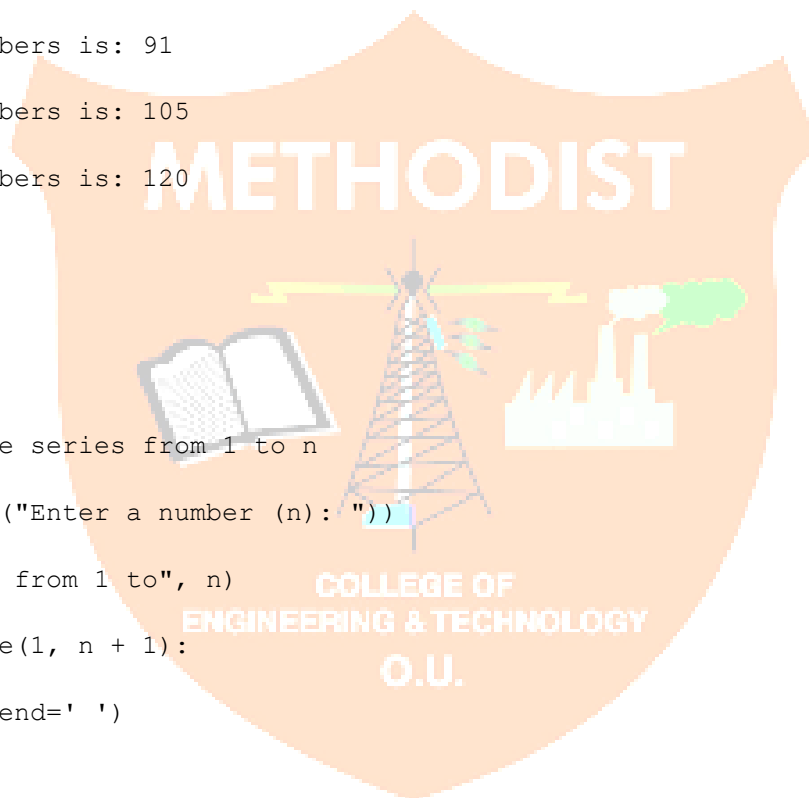 bers is: 91
bers is: 105
bers is: 120
METHODIST
e series from 1 to n
("Enter a number (n): "))
from 1 to", n)
COLLEGE OF
ENGINEERING & TECHNOLOGY
e(1, n + 1):
O.U.
end=' ')